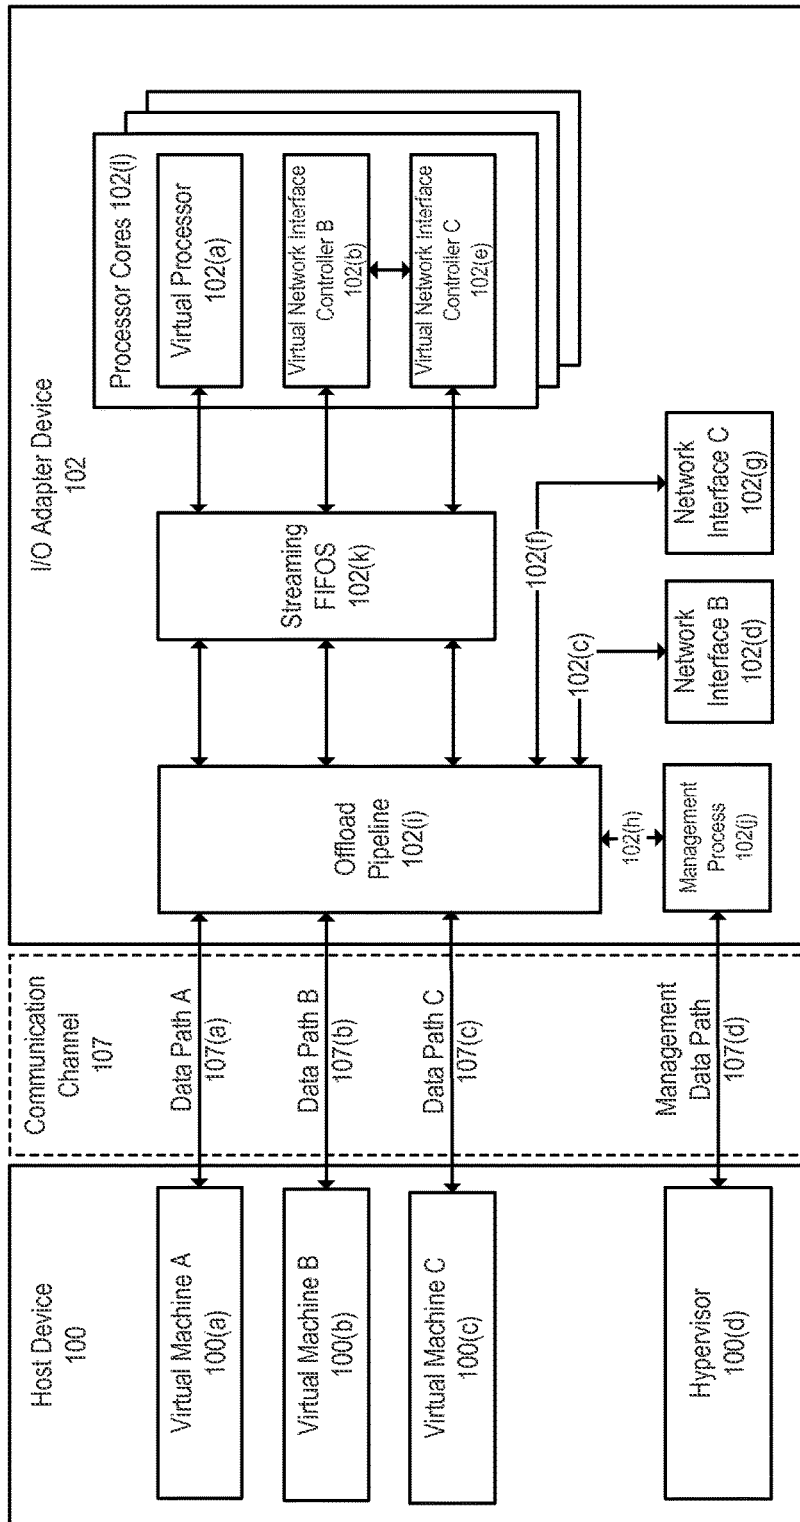 Host Device
100
Virtual Machine A
100(a)
Virtual Machine B
100(b)
Virtual Machine C
100(c)
Hypervisor
100(d)
Communication
Channel
107
Data Path A
107(a)
Data Path B
107(b)
Data Path C
107(c)
Management
Data Path
107(d)
I/O Adapter Device
102
Offload
Pipeline
102(i)
102(h)
Management
Process
102(j)
Streaming
FIFOS
102(k)
102(c)
102(f)
Network
Interface B
102(d)
Network
Interface C
102(g)
Processor Cores 102(l)
Virtual Processor
102(a)
Virtual Network Interface
Controller B
102(b)
Virtual Network Interface
Controller C
102(e)